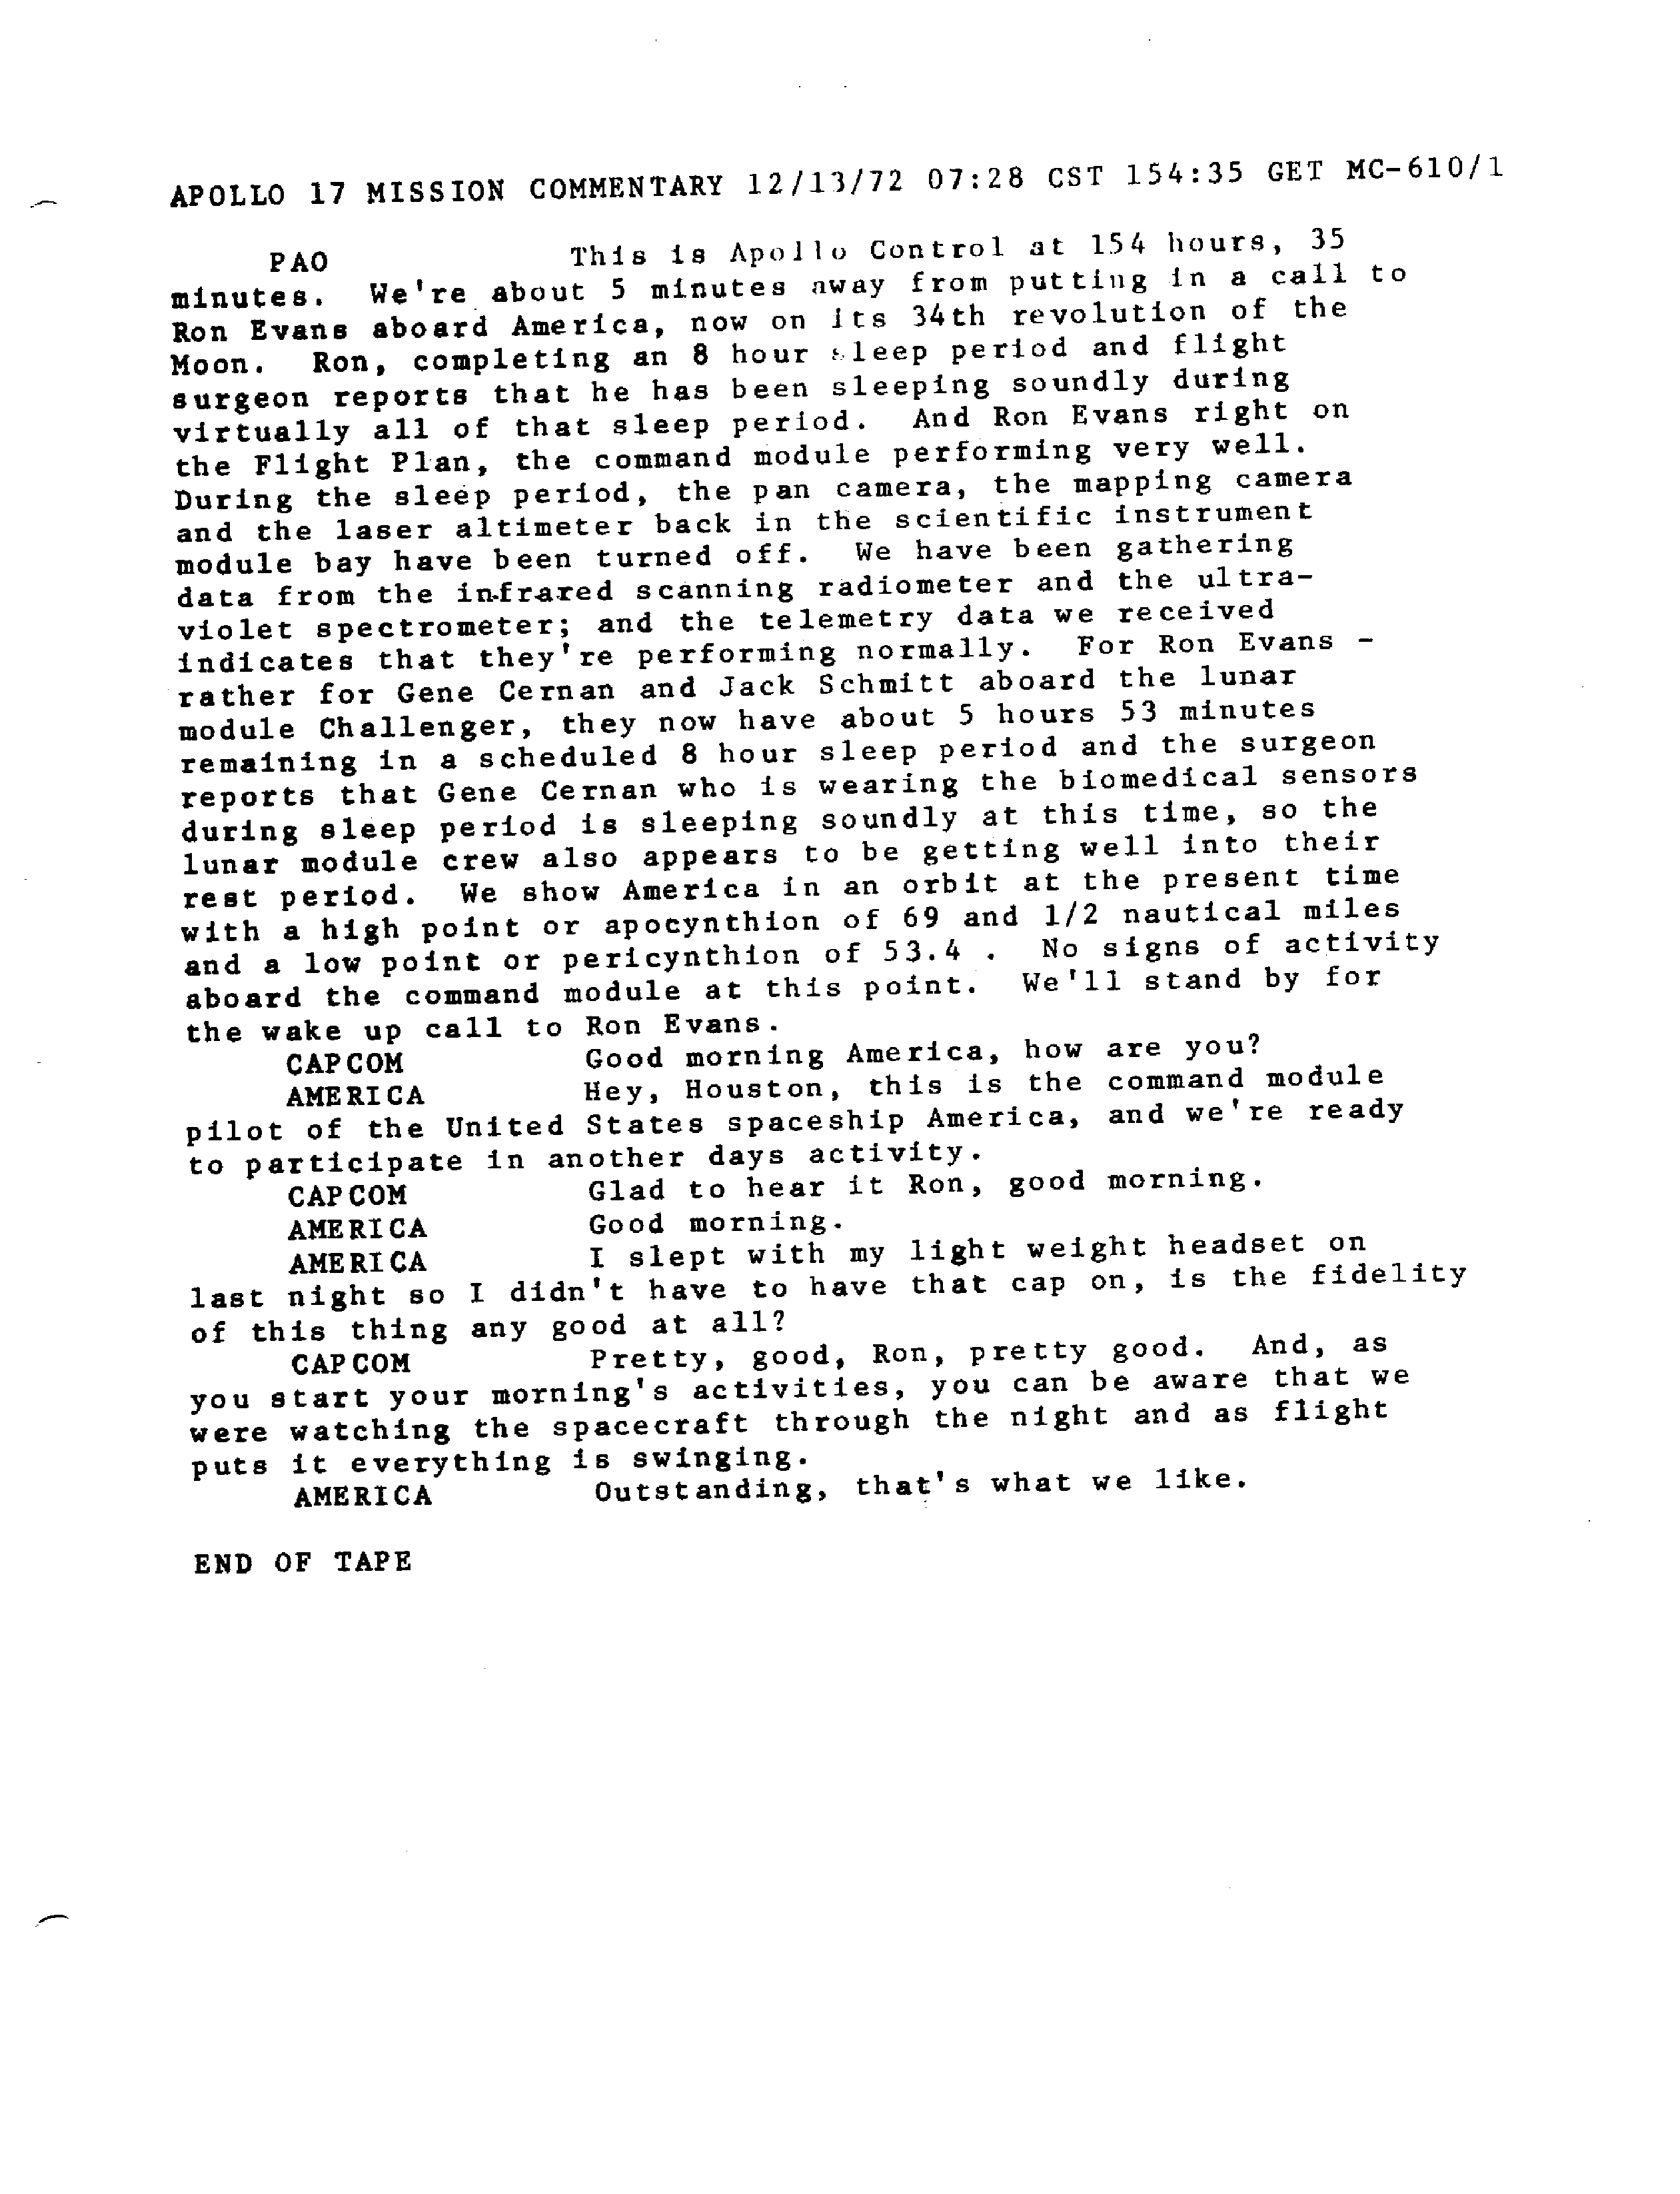 APOLLO 17 MISSION COMMENTARY 12/13/72 07:28 CST 154:35 GET MC-610/1
PAO This is Apollo Control at 154 hours, 35
minutes. We're about 5 minutes away from putting in a call to
Ron Evans aboard America, now on its 34th revolution of the
Moon. Ron, completing an 8 hour sleep period and flight
surgeon reports that he has been sleeping soundly during
virtually all of that sleep period. And Ron Evans right on
the Flight Plan, the command module performing very well.
During the sleep period, the pan camera, the mapping camera
and the laser altimeter back in the scientific instrument
module bay have been turned off. We have been gathering
data from the infrared scanning radiometer and the ultra-
violet spectrometer; and the telemetry data we received
indicates that they're performing normally. For Ron Evans -
rather for Gene Cernan and Jack Schmitt aboard the lunar
module Challenger, they now have about 5 hours 53 minutes
remaining in a scheduled 8 hour sleep period and the surgeon
reports that Gene Cernan who is wearing the biomedical sensors
during sleep period is sleeping soundly at this time, so the
lunar module crew also appears to be getting well into their
rest period. We show America in an orbit at the present time
with a high point or apocynthion of 69 and 1/2 nautical miles
and a low point or pericynthion of 53.4 . No signs of activity
aboard the command module at this point. We'll stand by for
the wake up call to Ron Evans.
CAPCOM Good morning America, how are you?
AMERICA Hey, Houston, this is the command module
pilot of the United States spaceship America, and we're ready
to participate in another days activity.
CAPCOM Glad to hear it Ron, good morning.
AMERICA Good morning.
AMERICA I slept with my light weight headset on
last night so I didn't have to have that cap on, is the fidelity
of this thing any good at all?
CAPCOM Pretty, good, Ron, pretty good. And, as
you start your morning's activities, you can be aware that we
were watching the spacecraft through the night and as flight
puts it everything is swinging.
AMERICA Outstanding, that's what we like.
END OF TAPE